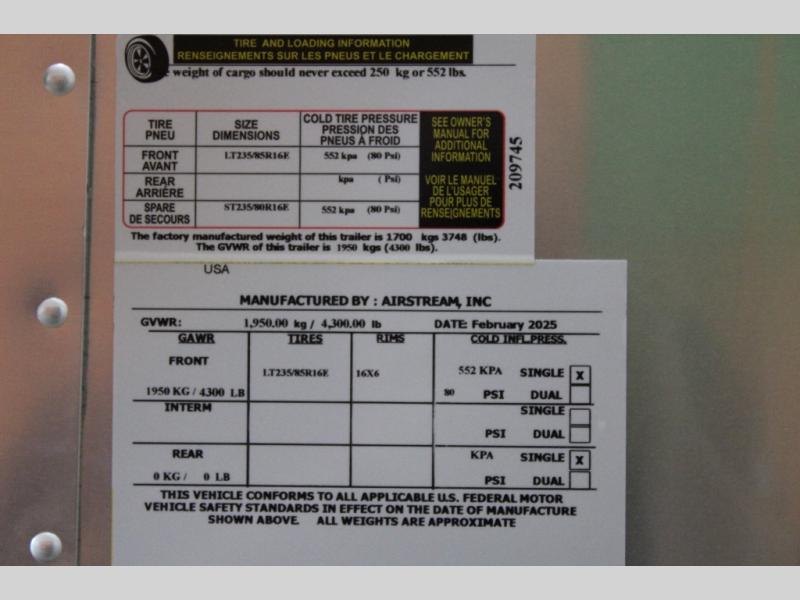 TIRE AND LOADING INFORMATION
RENSEIGNEMENTS SUR LES PNEUS ET LE CHARGEMENT
weight of cargo should never exceed 250 kg or 552 lbs.
TIRE PNEU SIZE DIMENSIONS COLD TIRE PRESSURE PRESSION DES PNEUS À FROID
FRONT AVANT LT235/85R16E 552 kpa (80 Psi)
REAR ARRIÈRE kpa ( Psi)
SPARE DE SECOURS ST235/80R16E 552 kpa (80 Psi)
SEE OWNER'S
MANUAL FOR
ADDITIONAL
INFORMATION
VOIR LE MANUEL
DE L'USAGER
POUR PLUS DE
RENSEIGNEMENTS
209745
The factory manufactured weight of this trailer is 1700 kgs 3748 (lbs).
The GVWR of this trailer is 1950 kgs (4300 lbs).
USA
MANUFACTURED BY : AIRSTREAM, INC
GVWR: 1,950.00 kg / 4,300.00 lb DATE: February 2025
GAWR TIRES RIMS COLD INFL.PRESS.
FRONT
LT235/85R16E 16X6 552 KPA SINGLE X
1950 KG / 4300 LB 80 PSI DUAL
INTERM SINGLE
PSI DUAL
REAR KPA SINGLE X
0 KG / 0 LB PSI DUAL
THIS VEHICLE CONFORMS TO ALL APPLICABLE U.S. FEDERAL MOTOR
VEHICLE SAFETY STANDARDS IN EFFECT ON THE DATE OF MANUFACTURE
SHOWN ABOVE. ALL WEIGHTS ARE APPROXIMATE